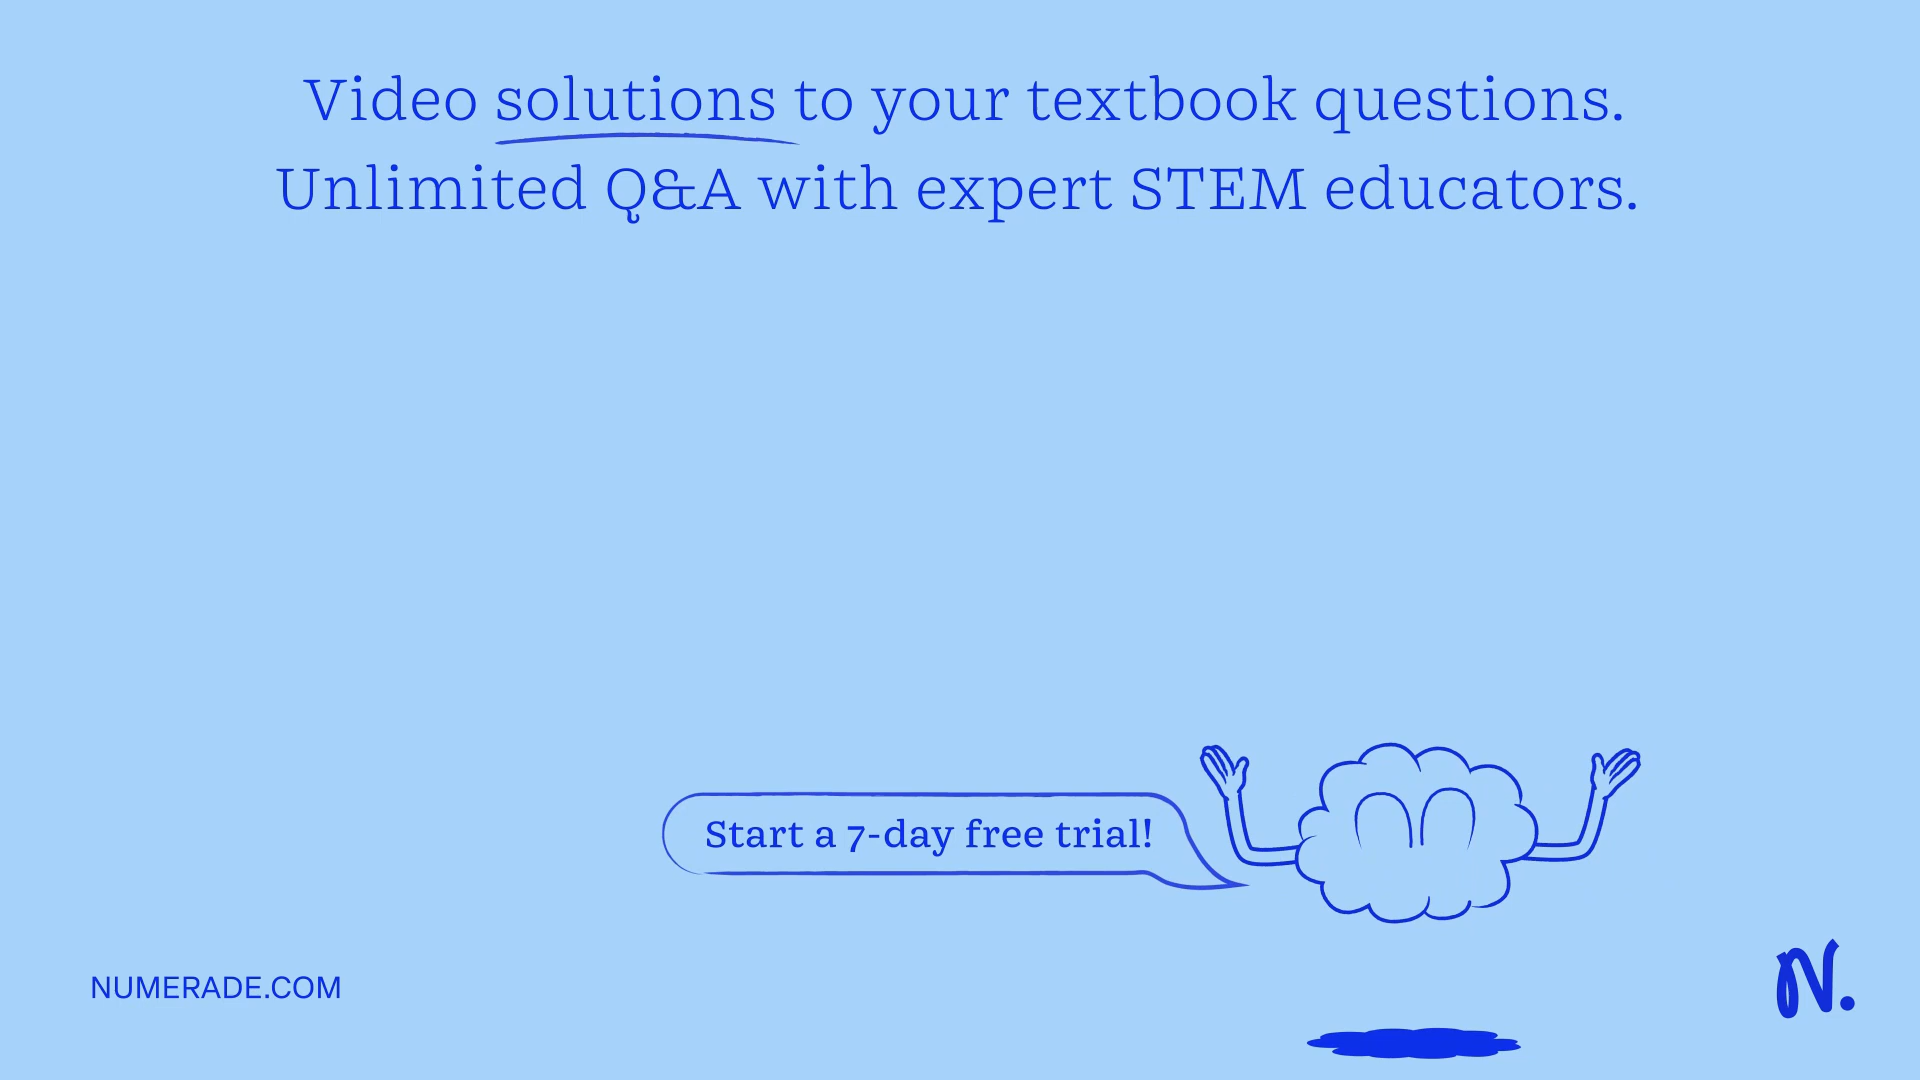 Video solutions to your textbook questions.
Unlimited Q&A with expert STEM educators.
Start a 7-day free trial!
NUMERADE.COM
N.